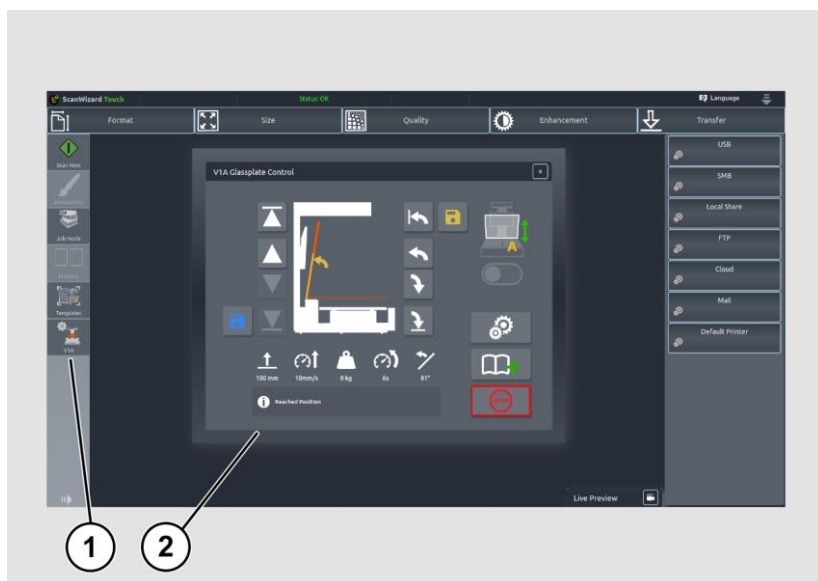 ScanWizard Touch
Status: OK
Language
Format
Size
Quality
Enhancement
Transfer
Scan Now
Job mode
Templates
V1A
V1A Glassplate Control
x
A
100 mm
10mm/s
0 kg
6s
81°
Reached Position
STOP
USB
SMB
Local Share
FTP
Cloud
Mail
Default Printer
Live Preview
1
2